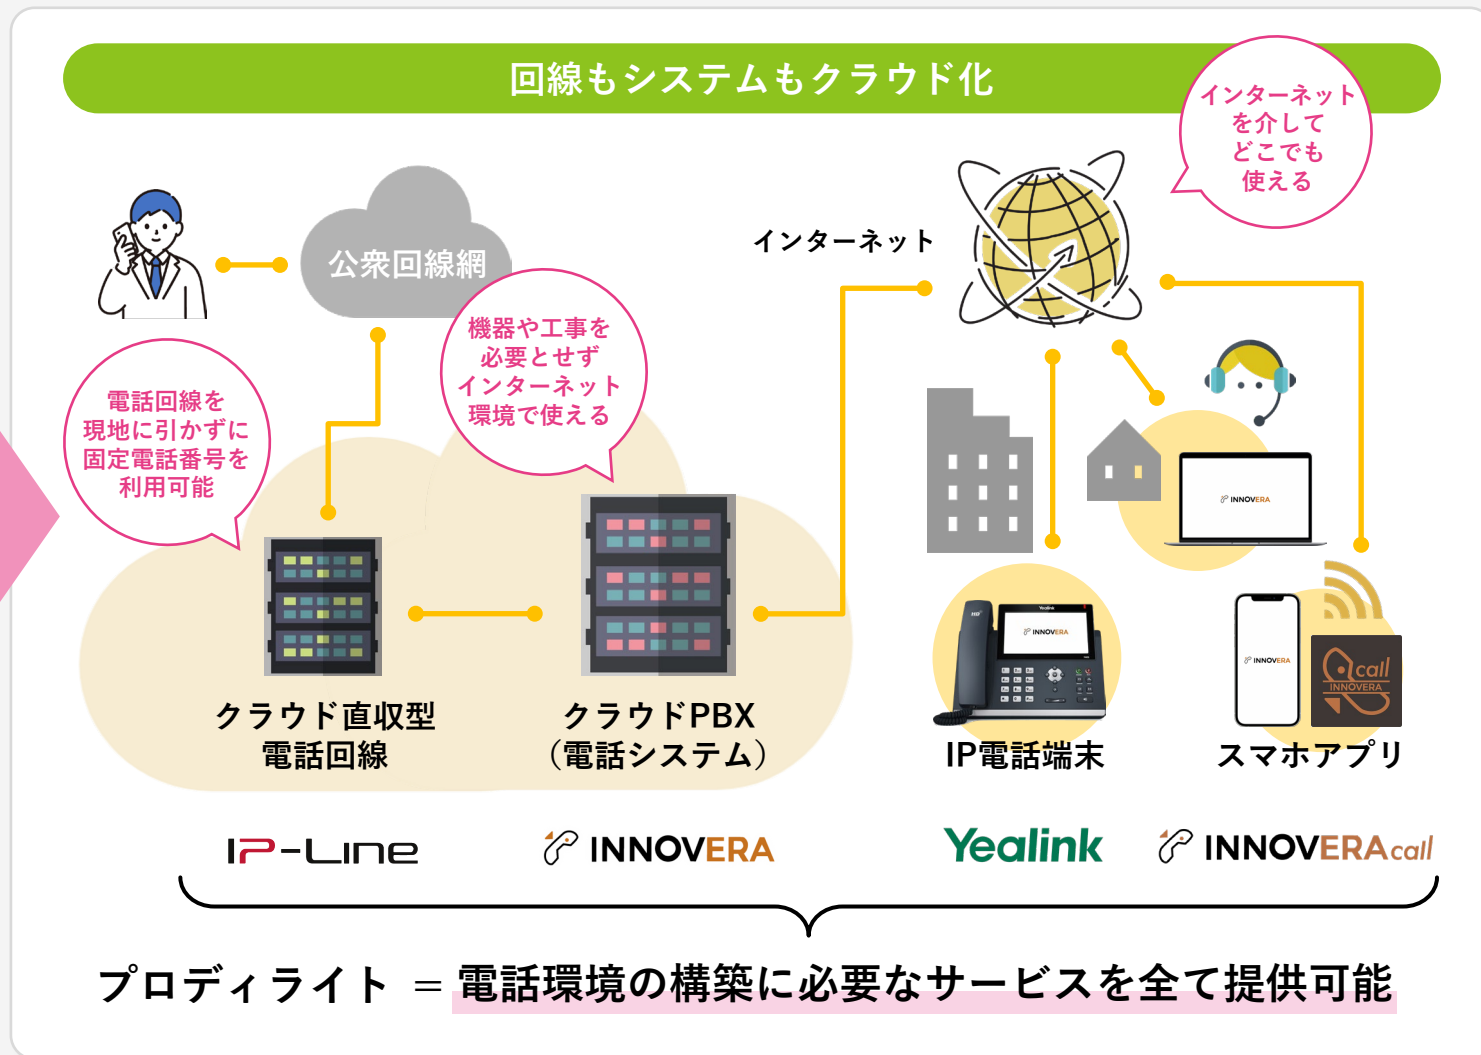 回線もシステムもクラウド化
インターネット
を介して
どこでも
使える
公衆回線網
インターネット
機器や工事を
必要とせず
インターネット
環境で使える
電話回線を
現地に引かずに
固定電話番号を
利用可能
INNOVERA
Yealink
INNOVERA
INNOVERA
call
INNOVERA
クラウド直収型
電話回線
クラウドPBX
（電話システム）
IP電話端末
スマホアプリ
IP-Line
INNOVERA
Yealink
INNOVERAcall
プロディライト = 電話環境の構築に必要なサービスを全て提供可能